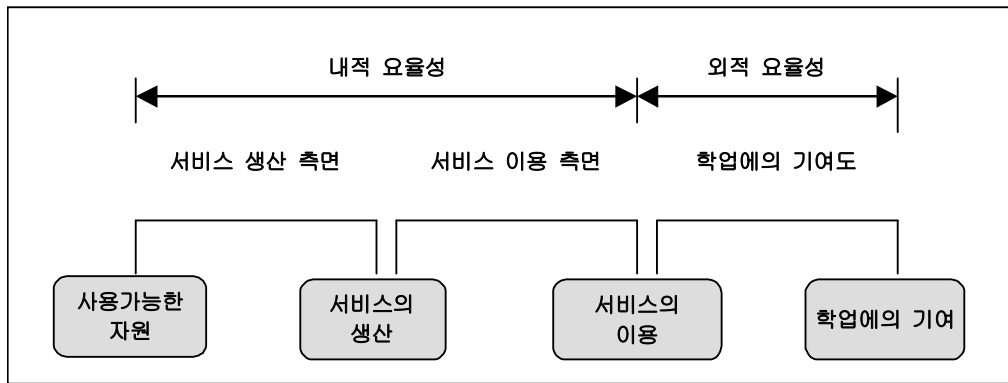 내적 요율성
외적 요율성
서비스 생산 측면
서비스 이용 측면
학업에의 기여도
사용가능한
자원
서비스의
생산
서비스의
이용
학업에의 기여